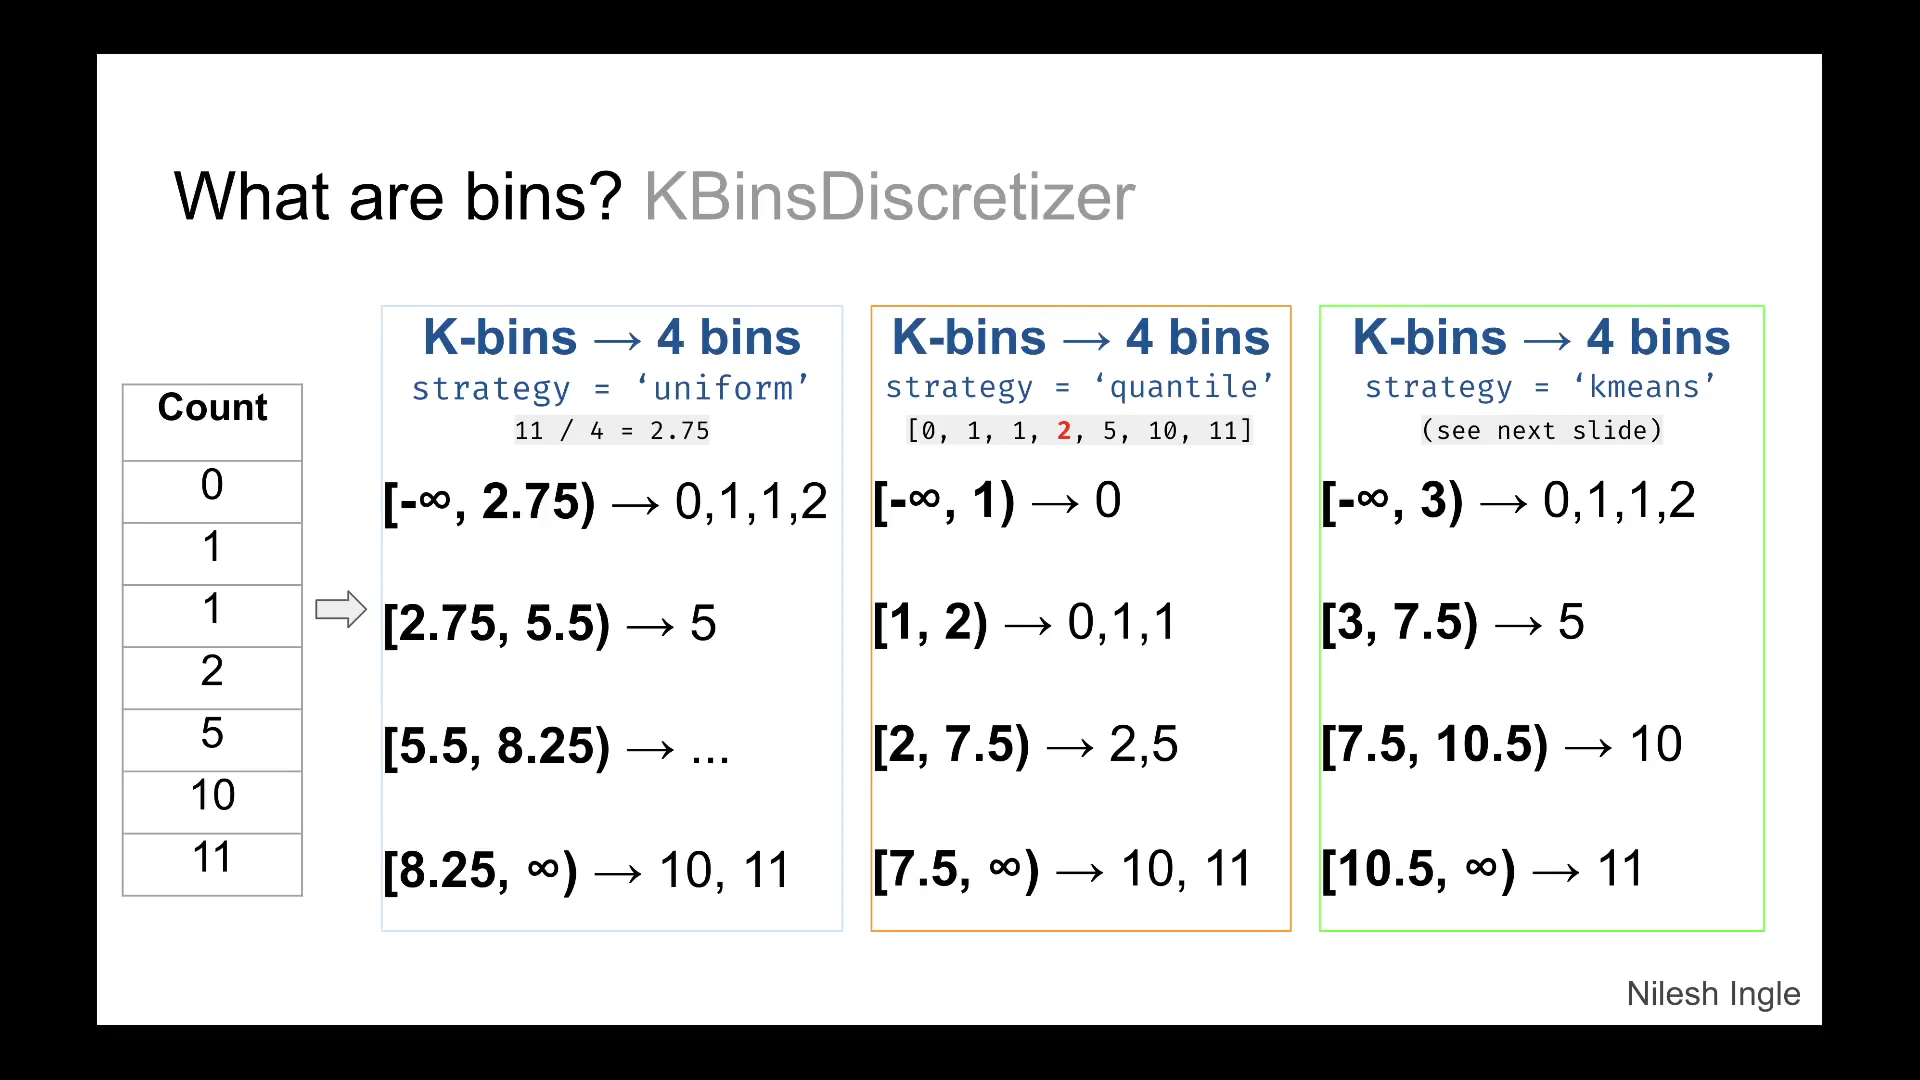 What are bins? KBinsDiscretizer
Count
0
1
1
2
5
10
11
K-bins → 4 bins
strategy = ‘uniform’
11 / 4 = 2.75
[-∞, 2.75) → 0,1,1,2
[2.75, 5.5) → 5
[5.5, 8.25) → ...
[8.25, ∞) → 10, 11
K-bins → 4 bins
strategy = ‘quantile’
[0, 1, 1, 2, 5, 10, 11]
[-∞, 1) → 0
[1, 2) → 0,1,1
[2, 7.5) → 2,5
[7.5, ∞) → 10, 11
K-bins → 4 bins
strategy = ‘kmeans’
(see next slide)
[-∞, 3) → 0,1,1,2
[3, 7.5) → 5
[7.5, 10.5) → 10
[10.5, ∞) → 11
Nilesh Ingle